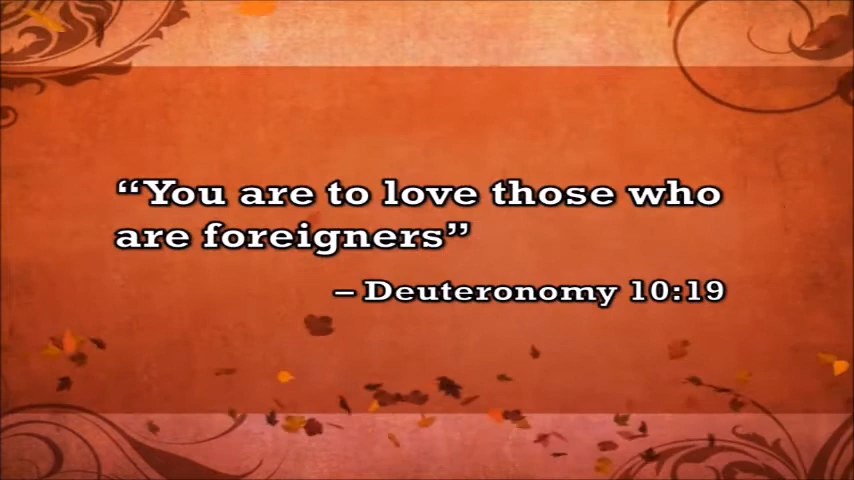 “You are to love those who
are foreigners”
– Deuteronomy 10:19